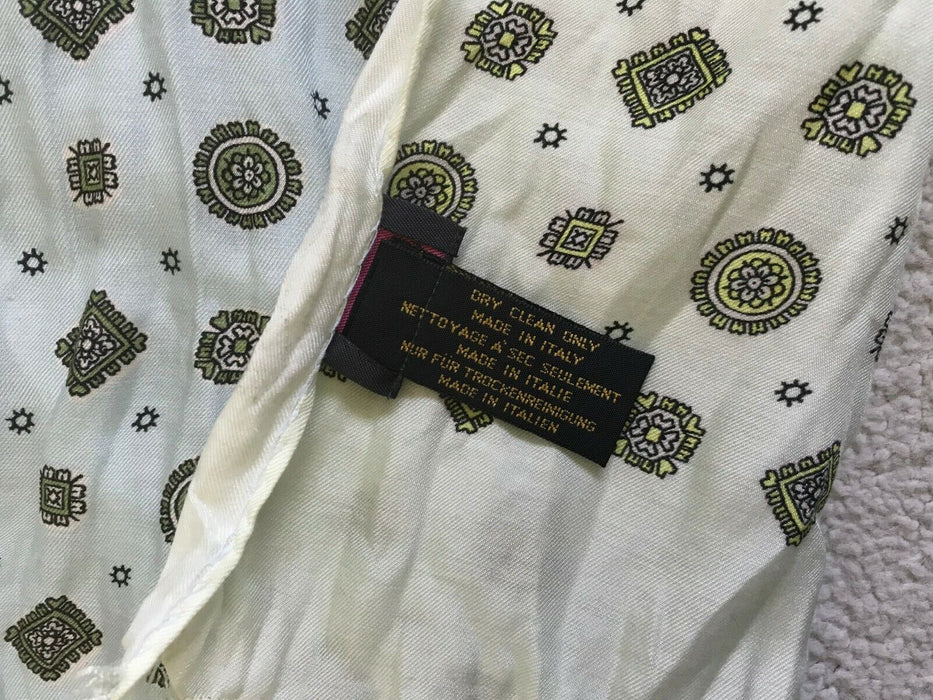 DRY CLEAN ONLY
MADE IN ITALY
NETTOYAGE A' SEC SEULEMENT
MADE IN ITALIE
NUR FÜR TROCKENREINIGUNG
MADE IN ITALIEN